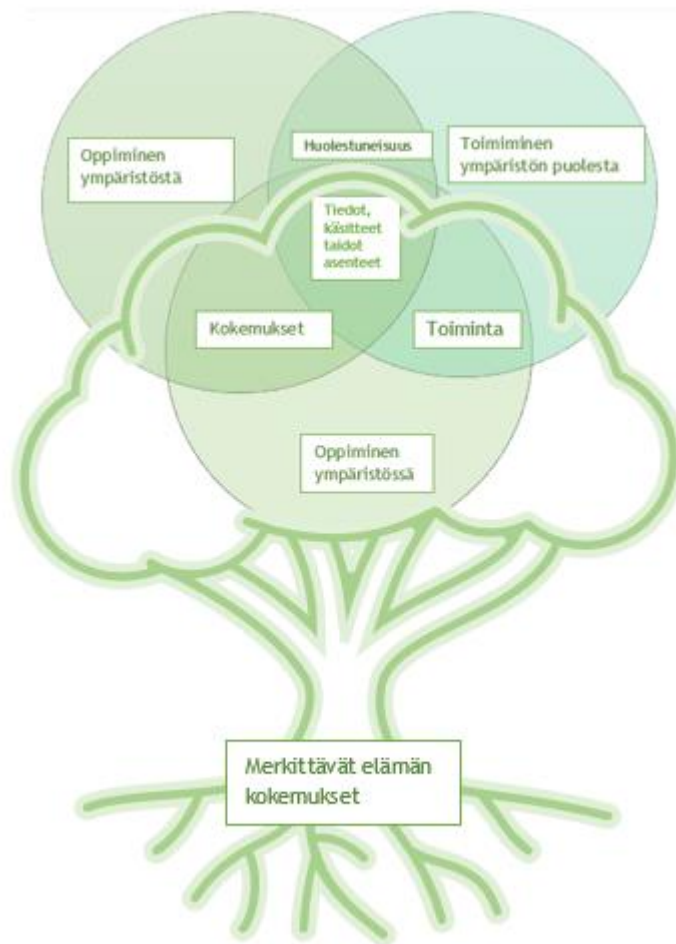 Oppiminen
ympäristöstä
Huolestuneisuus
Toimiminen
ympäristön puolesta
Tiedot,
käsitteet
taidot
asenteet
Kokemukset
Toiminta
Oppiminen
ympäristössä
Merkittävät elämän
kokemukset